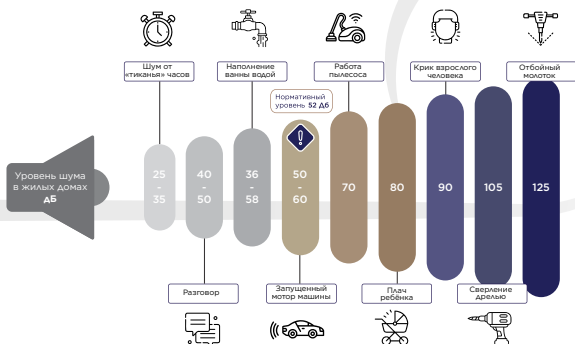 Шум от
«тиканья» часов
Наполнение
ванны водой
Работа
пылесоса
Крик взрослого
человека
Отбойный
молоток
Нормативный
уровень 52 Дб
Уровень шума
в жилых домах
дБ
25
-
35
40
-
50
36
-
58
50
-
60
70
80
90
105
125
Разговор
Запущенный
мотор машины
Плач
ребёнка
Сверление
дрелью